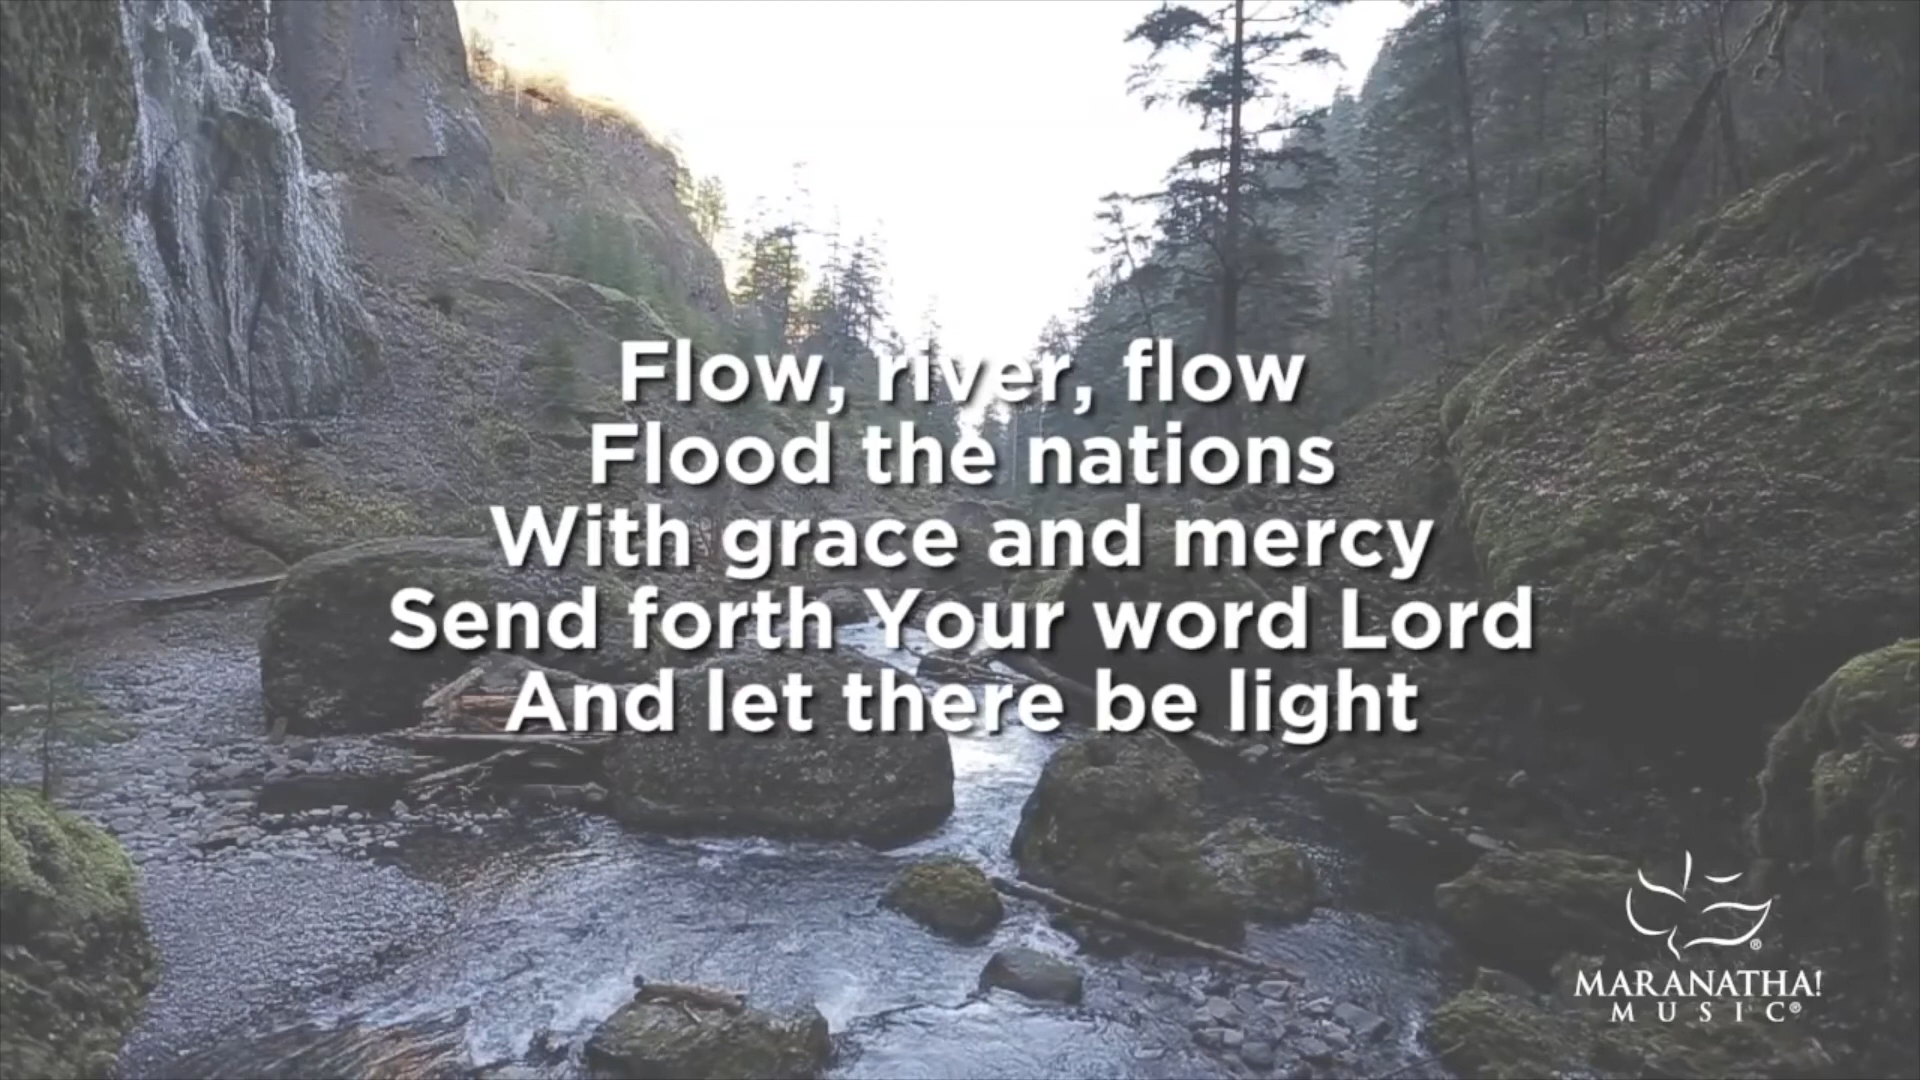 Flow, river, flow
Flood the nations
With grace and mercy
Send forth Your word Lord
And let there be light
®
MARANATHA!
MUSIC®